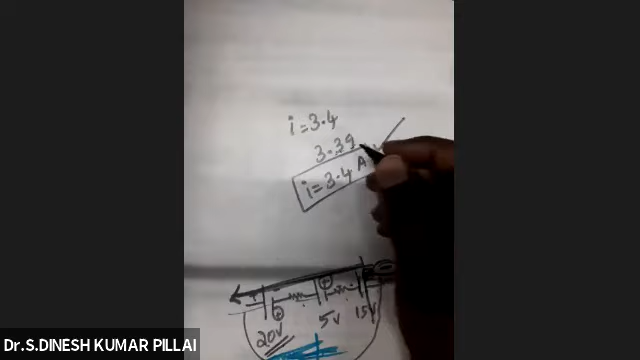 i = 3.4
3.39
i = 3.4 A
20V
5V
15V
Dr.S.DINESH KUMAR PILLAI